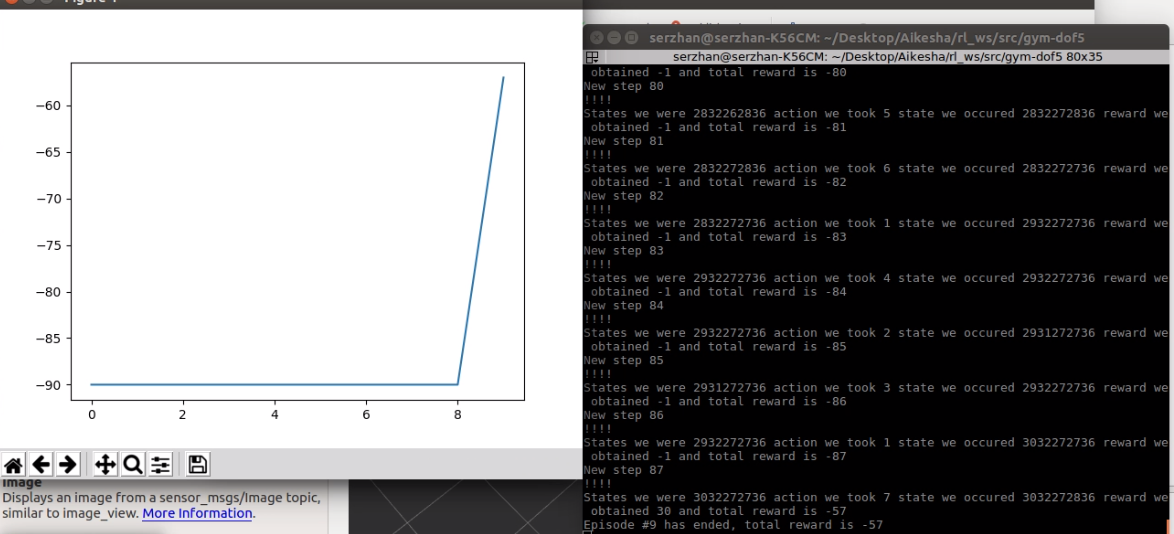 serzhan@serzhan-K56CM: ~/Desktop/Aikesha/rl_ws/src/gym-dof5
serzhan@serzhan-K56CM: ~/Desktop/Aikesha/rl_ws/src/gym-dof5 80x35
−60
−65
−70
−75
−80
−85
−90
0 2 4 6 8
Image
Displays an image from a sensor_msgs/Image topic,
similar to image_view. More Information.
obtained -1 and total reward is -80
New step 80
!!!!
States we were 2832262836 action we took 5 state we occured 2832272836 reward we
obtained -1 and total reward is -81
New step 81
!!!!
States we were 2832272836 action we took 6 state we occured 2832272736 reward we
obtained -1 and total reward is -82
New step 82
!!!!
States we were 2832272736 action we took 1 state we occured 2932272736 reward we
obtained -1 and total reward is -83
New step 83
!!!!
States we were 2932272736 action we took 4 state we occured 2932272736 reward we
obtained -1 and total reward is -84
New step 84
!!!!
States we were 2932272736 action we took 2 state we occured 2931272736 reward we
obtained -1 and total reward is -85
New step 85
!!!!
States we were 2931272736 action we took 3 state we occured 2932272736 reward we
obtained -1 and total reward is -86
New step 86
!!!!
States we were 2932272736 action we took 1 state we occured 3032272736 reward we
obtained -1 and total reward is -87
New step 87
!!!!
States we were 3032272736 action we took 7 state we occured 3032272836 reward we
obtained 30 and total reward is -57
Episode #9 has ended, total reward is -57